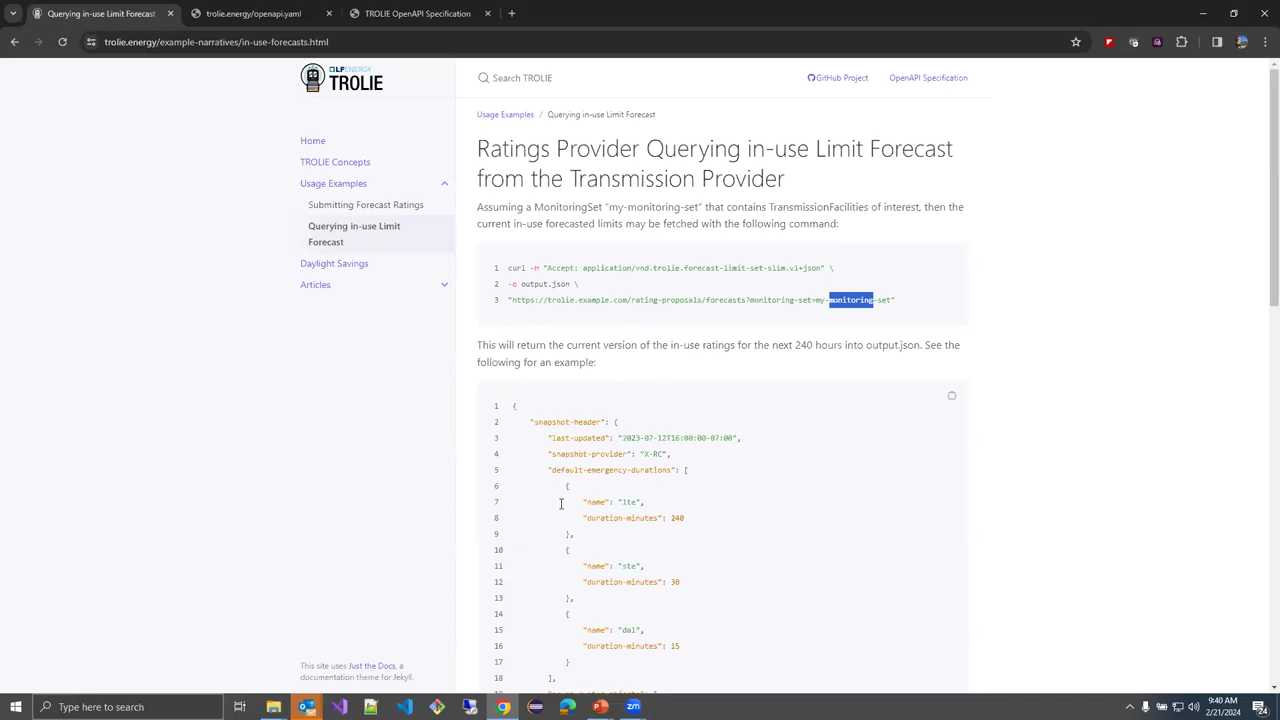 Querying in-use Limit Forecast
trolie.energy/openapi.yaml
TROLIE OpenAPI Specification
trolie.energy/example-narratives/in-use-forecasts.html
LFENERGY
TROLIE
Search TROLIE
GitHub Project
OpenAPI Specification
Home
TROLIE Concepts
Usage Examples
Submitting Forecast Ratings
Querying in-use Limit
Forecast
Daylight Savings
Articles
This site uses Just the Docs, a
documentation theme for Jekyll.
Usage Examples / Querying in-use Limit Forecast
Ratings Provider Querying in-use Limit Forecast
from the Transmission Provider
Assuming a MonitoringSet "my-monitoring-set" that contains TransmissionFacilities of interest, then the
current in-use forecasted limits may be fetched with the following command:
1 curl -H "Accept: application/vnd.trolie.forecast-limit-set-slim.v1+json" \
2 -o output.json \
3 "https://trolie.example.com/rating-proposals/forecasts?monitoring-set=my-monitoring-set"
This will return the current version of the in-use ratings for the next 240 hours into output.json. See the
following for an example:
1 {
2 "snapshot-header": {
3 "last-updated": "2023-07-12T16:00:00-07:00",
4 "snapshot-provider": "X-RC",
5 "default-emergency-durations": [
6 {
7 "name": "lte",
8 "duration-minutes": 240
9 },
10 {
11 "name": "ste",
12 "duration-minutes": 30
13 },
14 {
15 "name": "dal",
16 "duration-minutes": 15
17 }
18 ],
Type here to search
9:40 AM
2/21/2024